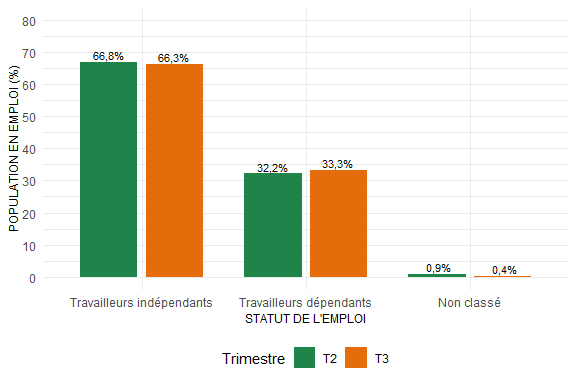 POPULATION EN EMPLOI (%)
80
70
60
50
40
30
20
10
0
66,8%
66,3%
32,2%
33,3%
0,9%
0,4%
Travailleurs indépendants
Travailleurs dépendants
Non classé
STATUT DE L'EMPLOI
Trimestre
T2
T3